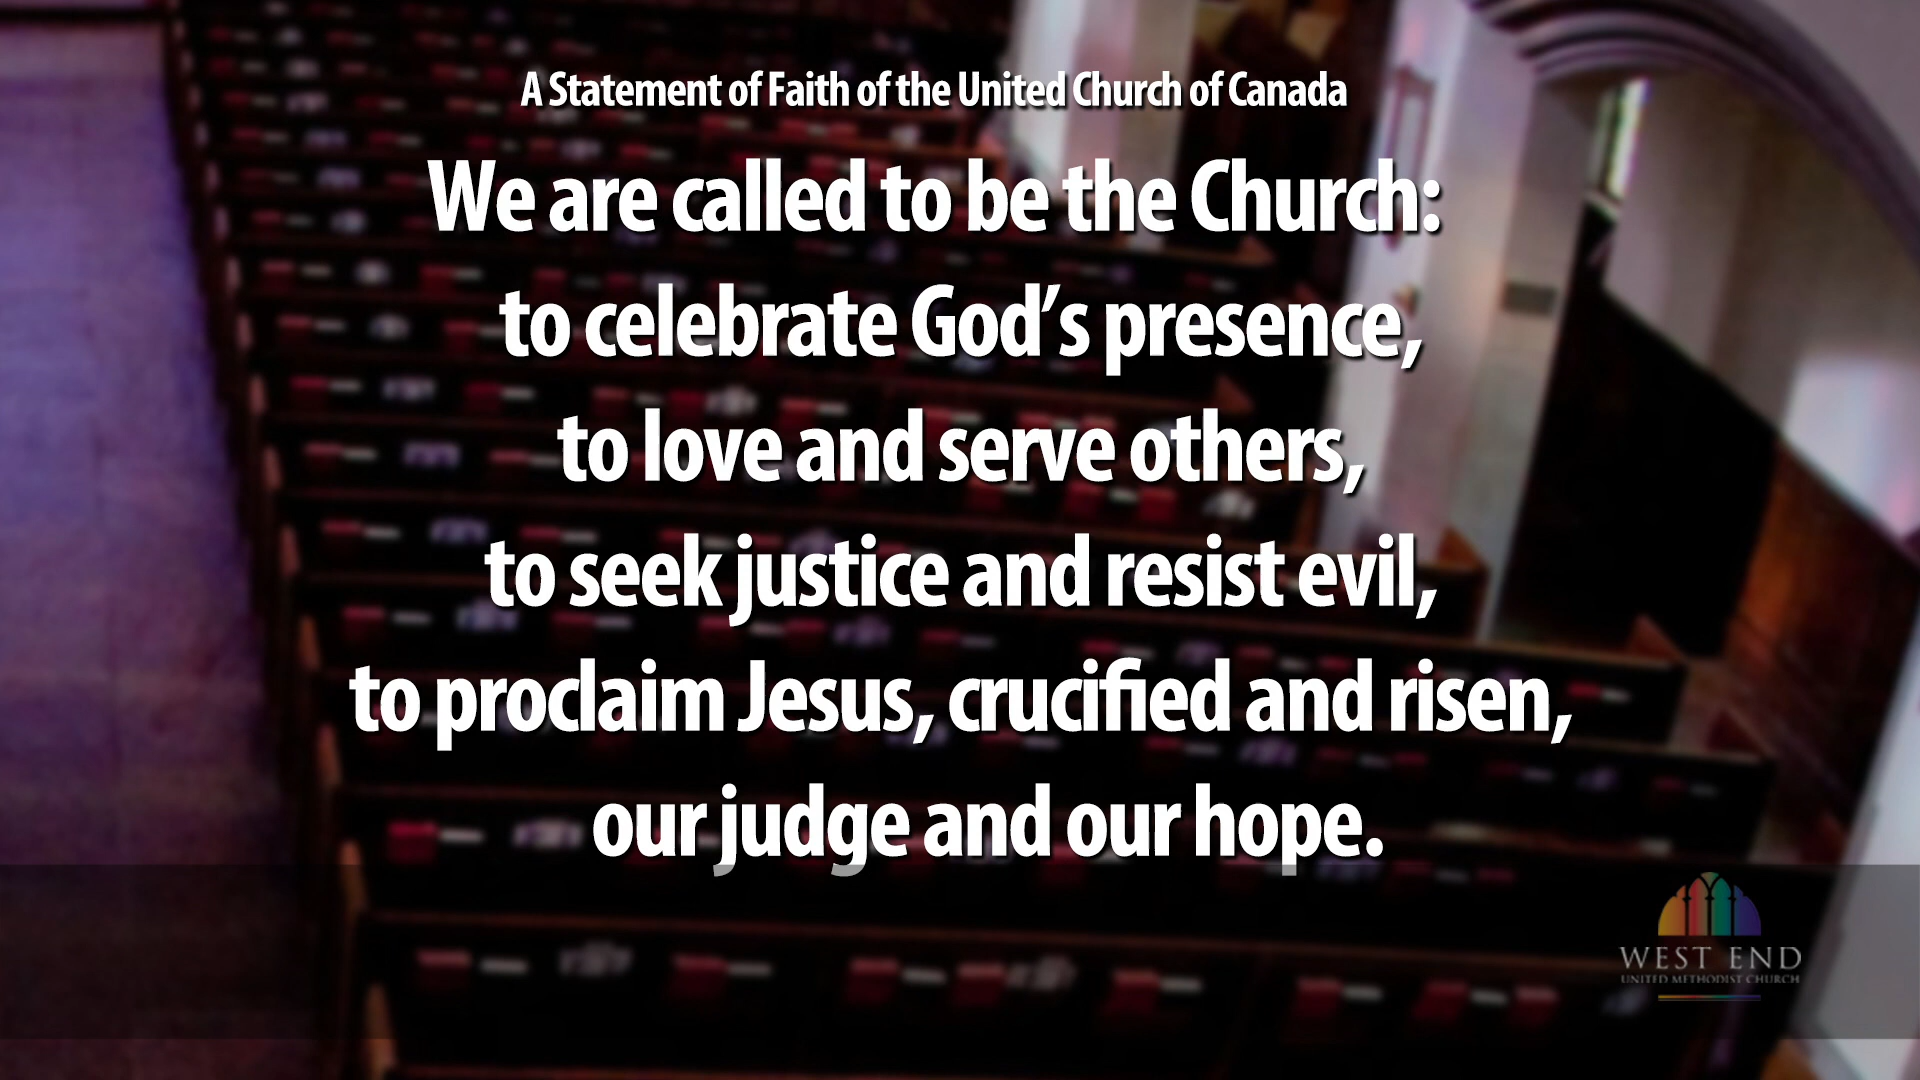 A Statement of Faith of the United Church of Canada
We are called to be the Church:
to celebrate God’s presence,
to love and serve others,
to seek justice and resist evil,
to proclaim Jesus, crucified and risen,
our judge and our hope.
WEST END
UNITED METHODIST CHURCH